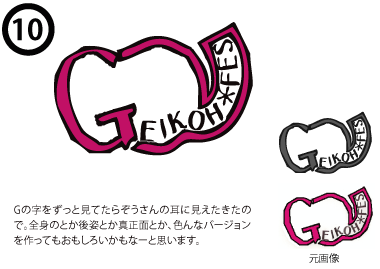 10
GEIKOH*FES
GEIKOH*FES
GEIKOH*FES
Gの字をずっと見てたらぞうさんの耳に見えたきたの
で。全身のとか後姿とか真正面とか、色んなバージョン
を作ってもおもしろいかもなーと思います。
元画像